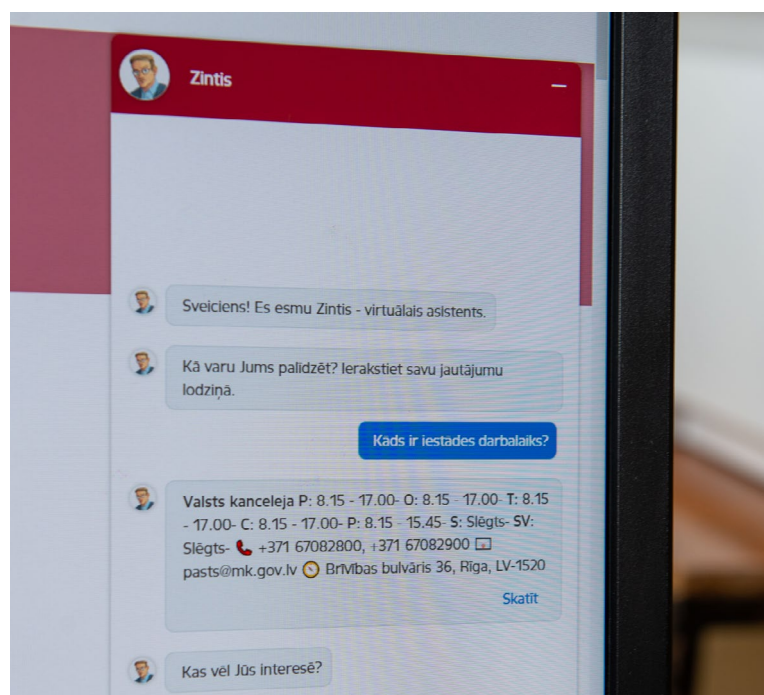 Zintis
Sveiciens! Es esmu Zintis - virtuālais asistents.
Kā varu Jums palīdzēt? Ierakstiet savu jautājumu
lodziņā.
Kāds ir iestādes darbalaiks?
Valsts kanceleja P: 8.15 - 17.00- O: 8.15 - 17.00- T: 8.15
- 17.00- C: 8.15 - 17.00- P: 8.15 - 15.45- S: Slēgts- SV:
Slēgts- 📞 +371 67082800, +371 67082900
pasts@mk.gov.lv Brīvības bulvāris 36, Rīga, LV-1520
Skatīt
Kas vēl Jūs interesē?